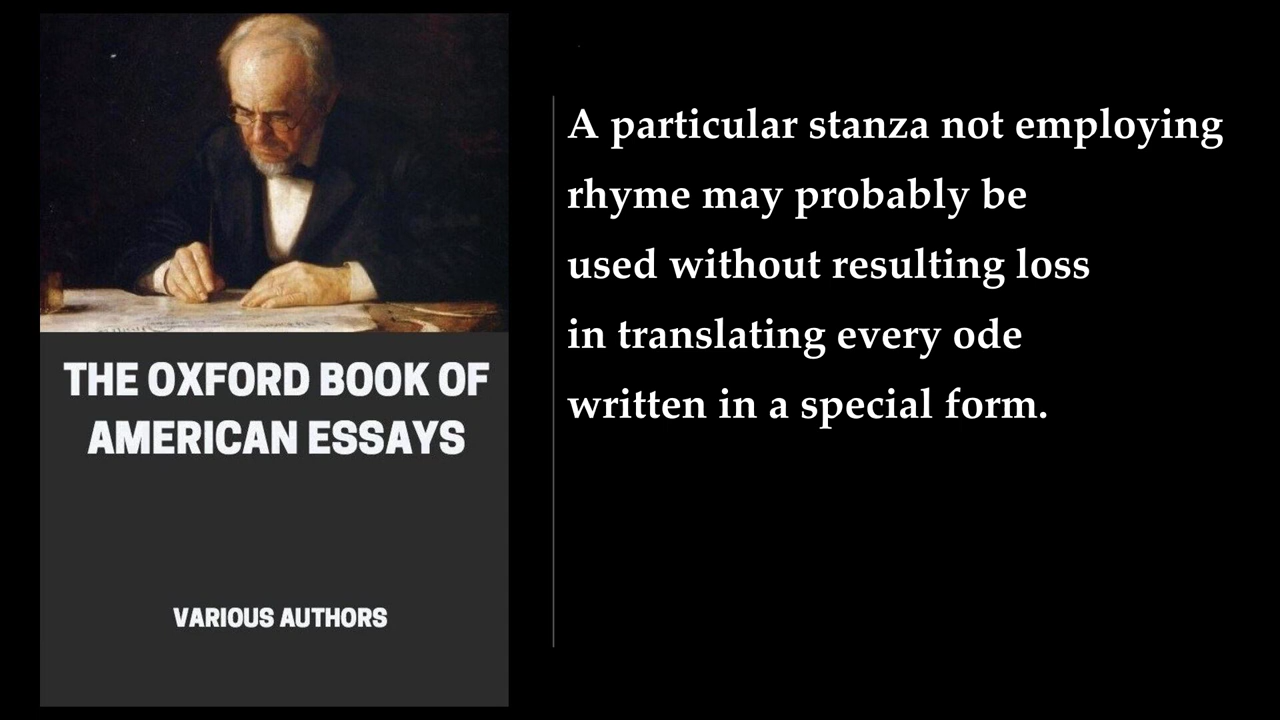 THE OXFORD BOOK OF
AMERICAN ESSAYS
VARIOUS AUTHORS
A particular stanza not employing
rhyme may probably be
used without resulting loss
in translating every ode
written in a special form.